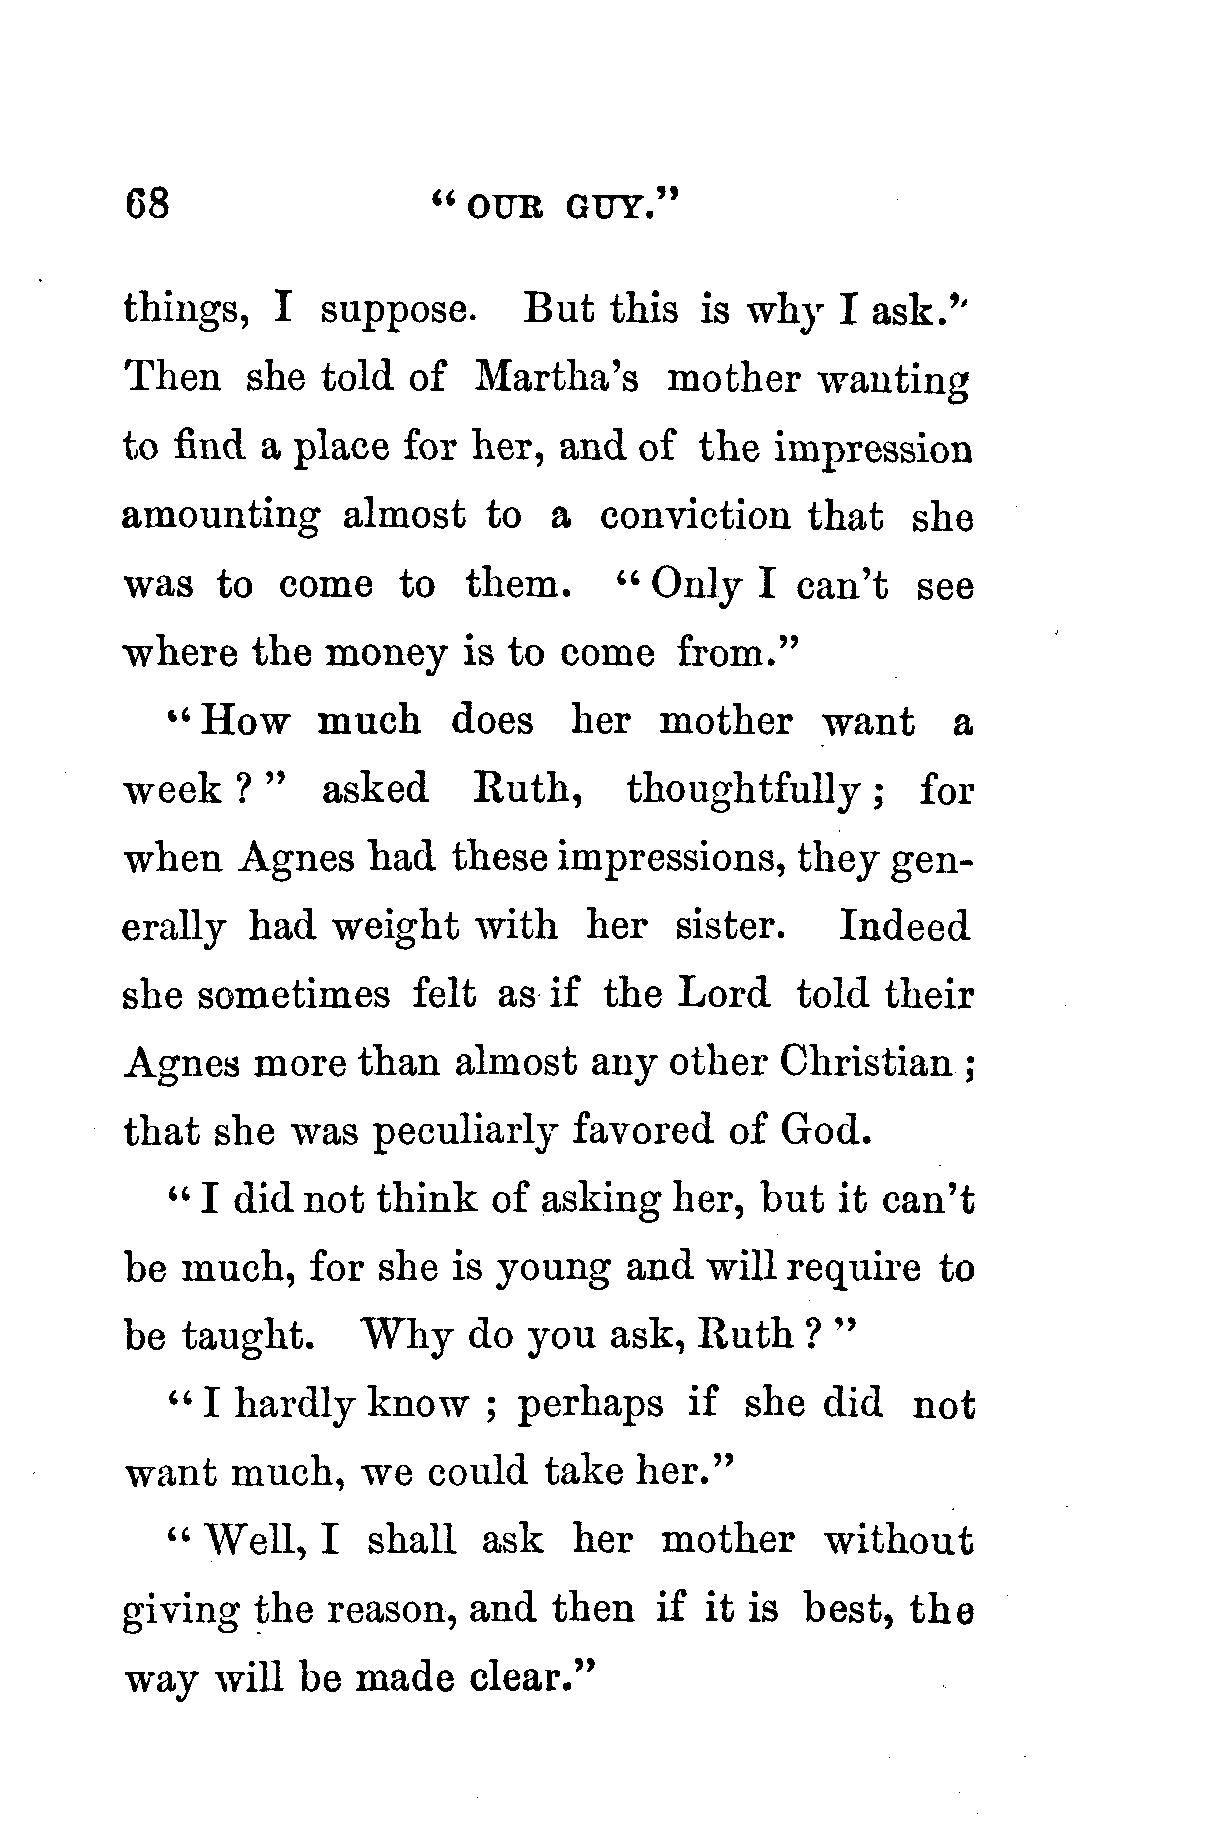 68 "OUR GUY."
things, I suppose. But this is why I ask."
Then she told of Martha's mother wanting
to find a place for her, and of the impression
amounting almost to a conviction that she
was to come to them. "Only I can't see
where the money is to come from."
"How much does her mother want a
week?" asked Ruth, thoughtfully; for
when Agnes had these impressions, they gen-
erally had weight with her sister. Indeed
she sometimes felt as if the Lord told their
Agnes more than almost any other Christian;
that she was peculiarly favored of God.
"I did not think of asking her, but it can't
be much, for she is young and will require to
be taught. Why do you ask, Ruth?"
"I hardly know; perhaps if she did not
want much, we could take her."
"Well, I shall ask her mother without
giving the reason, and then if it is best, the
way will be made clear."